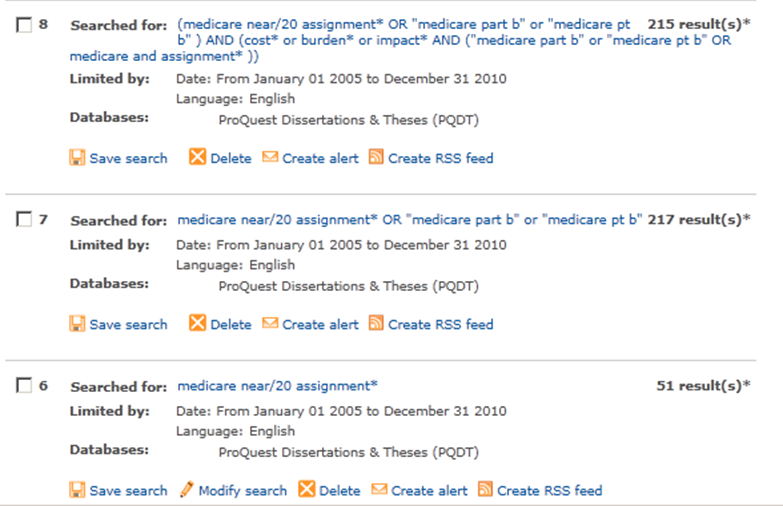 8 Searched for: (medicare near/20 assignment* OR "medicare part b" or "medicare pt 215 result(s)*
b" ) AND (cost* or burden* or impact* AND ("medicare part b" or "medicare pt b" OR
medicare and assignment* ))
Limited by: Date: From January 01 2005 to December 31 2010
Language: English
Databases: ProQuest Dissertations & Theses (PQDT)
Save search Delete Create alert Create RSS feed
7 Searched for: medicare near/20 assignment* OR "medicare part b" or "medicare pt b" 217 result(s)*
Limited by: Date: From January 01 2005 to December 31 2010
Language: English
Databases: ProQuest Dissertations & Theses (PQDT)
Save search Delete Create alert Create RSS feed
6 Searched for: medicare near/20 assignment* 51 result(s)*
Limited by: Date: From January 01 2005 to December 31 2010
Language: English
Databases: ProQuest Dissertations & Theses (PQDT)
Save search Modify search Delete Create alert Create RSS feed